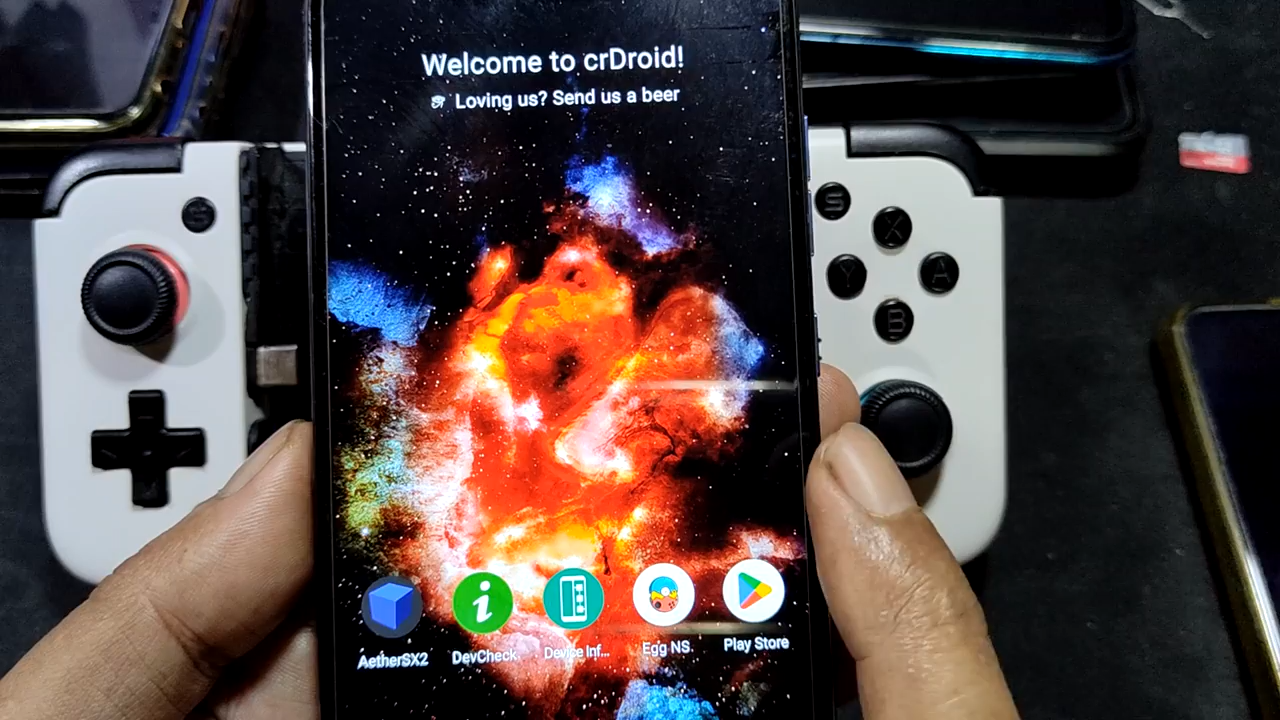 Welcome to crDroid!
Loving us? Send us a beer
S
S
X
Y
A
B
AetherSX2
DevCheck
Device Inf...
Egg NS
Play Store